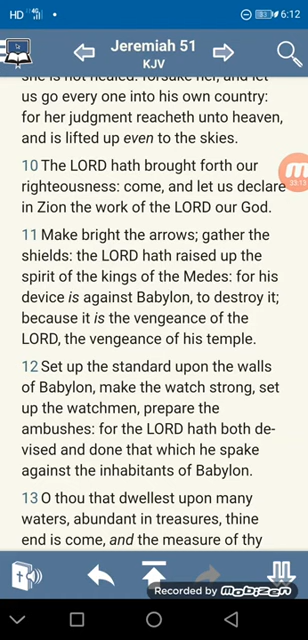 HD 4G 61% 6:12
Jeremiah 51
KJV
she is not healed: forsake her, and let
us go every one into his own country:
for her judgment reacheth unto heaven,
and is lifted up even to the skies.
10 The LORD hath brought forth our
righteousness: come, and let us declare
in Zion the work of the LORD our God.
33:13
11 Make bright the arrows; gather the
shields: the LORD hath raised up the
spirit of the kings of the Medes: for his
device is against Babylon, to destroy it;
because it is the vengeance of the
LORD, the vengeance of his temple.
12 Set up the standard upon the walls
of Babylon, make the watch strong, set
up the watchmen, prepare the
ambushes: for the LORD hath both de-
vised and done that which he spake
against the inhabitants of Babylon.
13 O thou that dwellest upon many
waters, abundant in treasures, thine
end is come, and the measure of thy
Recorded by mobizen